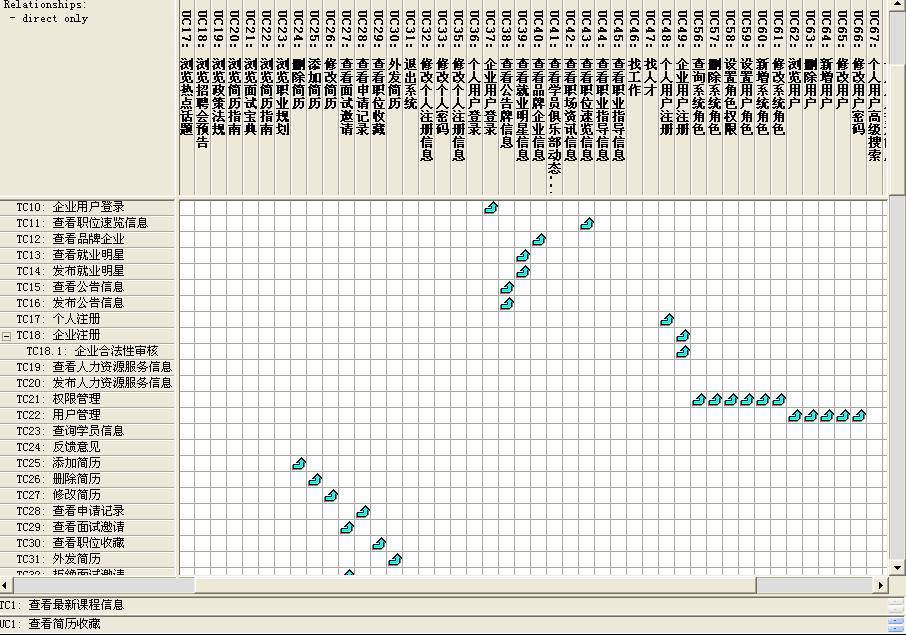 Relationships:
- direct only
UC17: 浏览热点话题
UC18: 浏览招聘会预告
UC19: 浏览政策法规
UC20: 浏览简历指南
UC21: 浏览面试宝典
UC22: 浏览简历指南
UC23: 浏览职业规划
UC24: 删除简历
UC25: 添加简历
UC26: 修改简历
UC27: 查看面试邀请
UC28: 查看申请记录
UC29: 查看职位收藏
UC30: 外发简历
UC31: 退出系统
UC32: 修改个人注册信息
UC33: 修改个人密码
UC35: 修改个人注册信息
UC36: 个人用户登录
UC37: 企业用户登录
UC38: 查看公告牌信息
UC39: 查看就业明星信息
UC40: 查看品牌企业信息
UC41: 查看学员俱乐部动态...
UC42: 查看职场资讯信息
UC43: 查看职位速览信息
UC44: 查看职业指导信息
UC45: 查看职业指导信息
UC46: 找工作
UC47: 找人才
UC48: 个人用户注册
UC49: 企业用户注册
UC56: 查询系统角色
UC57: 删除系统角色
UC58: 设置角色权限
UC59: 设置用户角色
UC60: 新增系统角色
UC61: 修改系统角色
UC62: 浏览用户
UC63: 删除用户
UC64: 新增用户
UC65: 修改用户
UC66: 修改用户密码
UC67: 个人用户高级搜索
TC10: 企业用户登录
TC11: 查看职位速览信息
TC12: 查看品牌企业
TC13: 查看就业明星
TC14: 发布就业明星
TC15: 查看公告信息
TC16: 发布公告信息
TC17: 个人注册
TC18: 企业注册
TC18.1: 企业合法性审核
TC19: 查看人力资源服务信息
TC20: 发布人力资源服务信息
TC21: 权限管理
TC22: 用户管理
TC23: 查询学员信息
TC24: 反馈意见
TC25: 添加简历
TC26: 删除简历
TC27: 修改简历
TC28: 查看申请记录
TC29: 查看面试邀请
TC30: 查看职位收藏
TC31: 外发简历
TC32: 拒绝面试邀请
TC1: 查看最新课程信息
UC1: 查看简历收藏